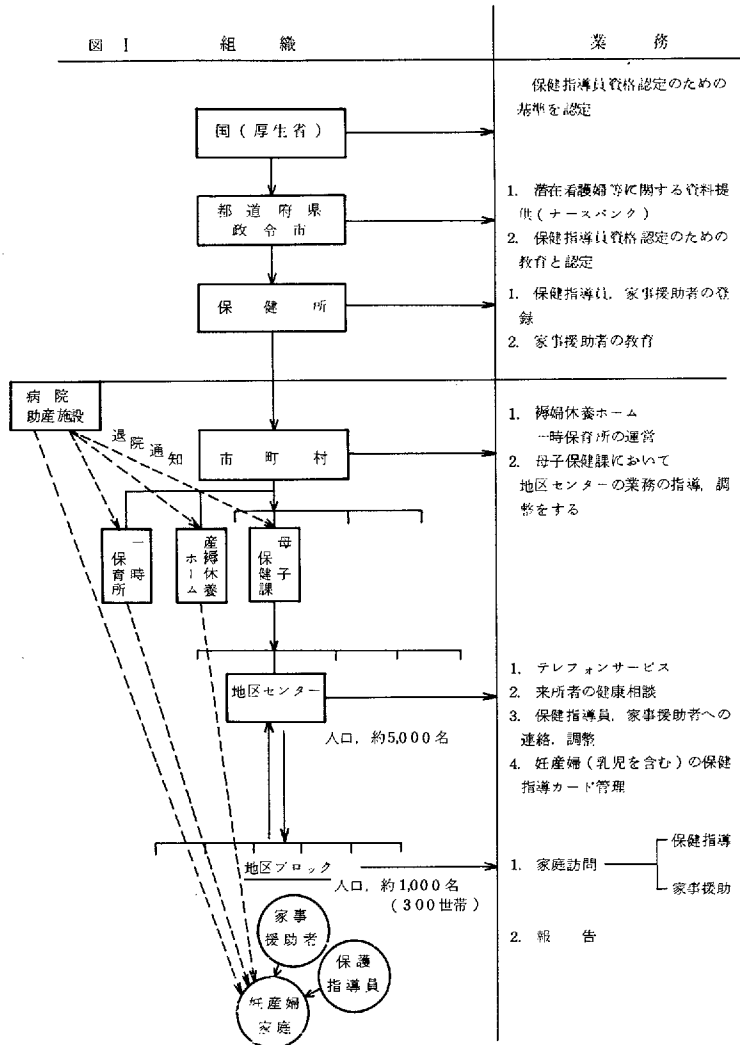 図 I 組織 業務
国(厚生省)
保健指導員資格認定のための
基準を認定
都道府県
政令市
1. 潜在看護婦等に関する資料提
供(ナースバンク)
2. 保健指導員資格認定のための
教育と認定
保健所
1. 保健指導員,家事援助者の登
録
2. 家事援助者の教育
病院
助産施設
退院通知
市町村
1. 褥婦休養ホーム
一時保育所の運営
2. 母子保健課において
地区センターの業務の指導,調
整をする
一時
保育所
産褥休養
ホーム
母子
保健課
地区センター
人口,約5,000名
1. テレフォンサービス
2. 来所者の健康相談
3. 保健指導員,家事援助者への
連絡,調整
4. 妊産婦(乳児を含む)の保健
指導カード管理
地区ブロック
人口,約1,000名
(300世帯)
1. 家庭訪問
保健指導
家事援助
2. 報告
家事
援助者
保護
指導員
妊産婦
家庭